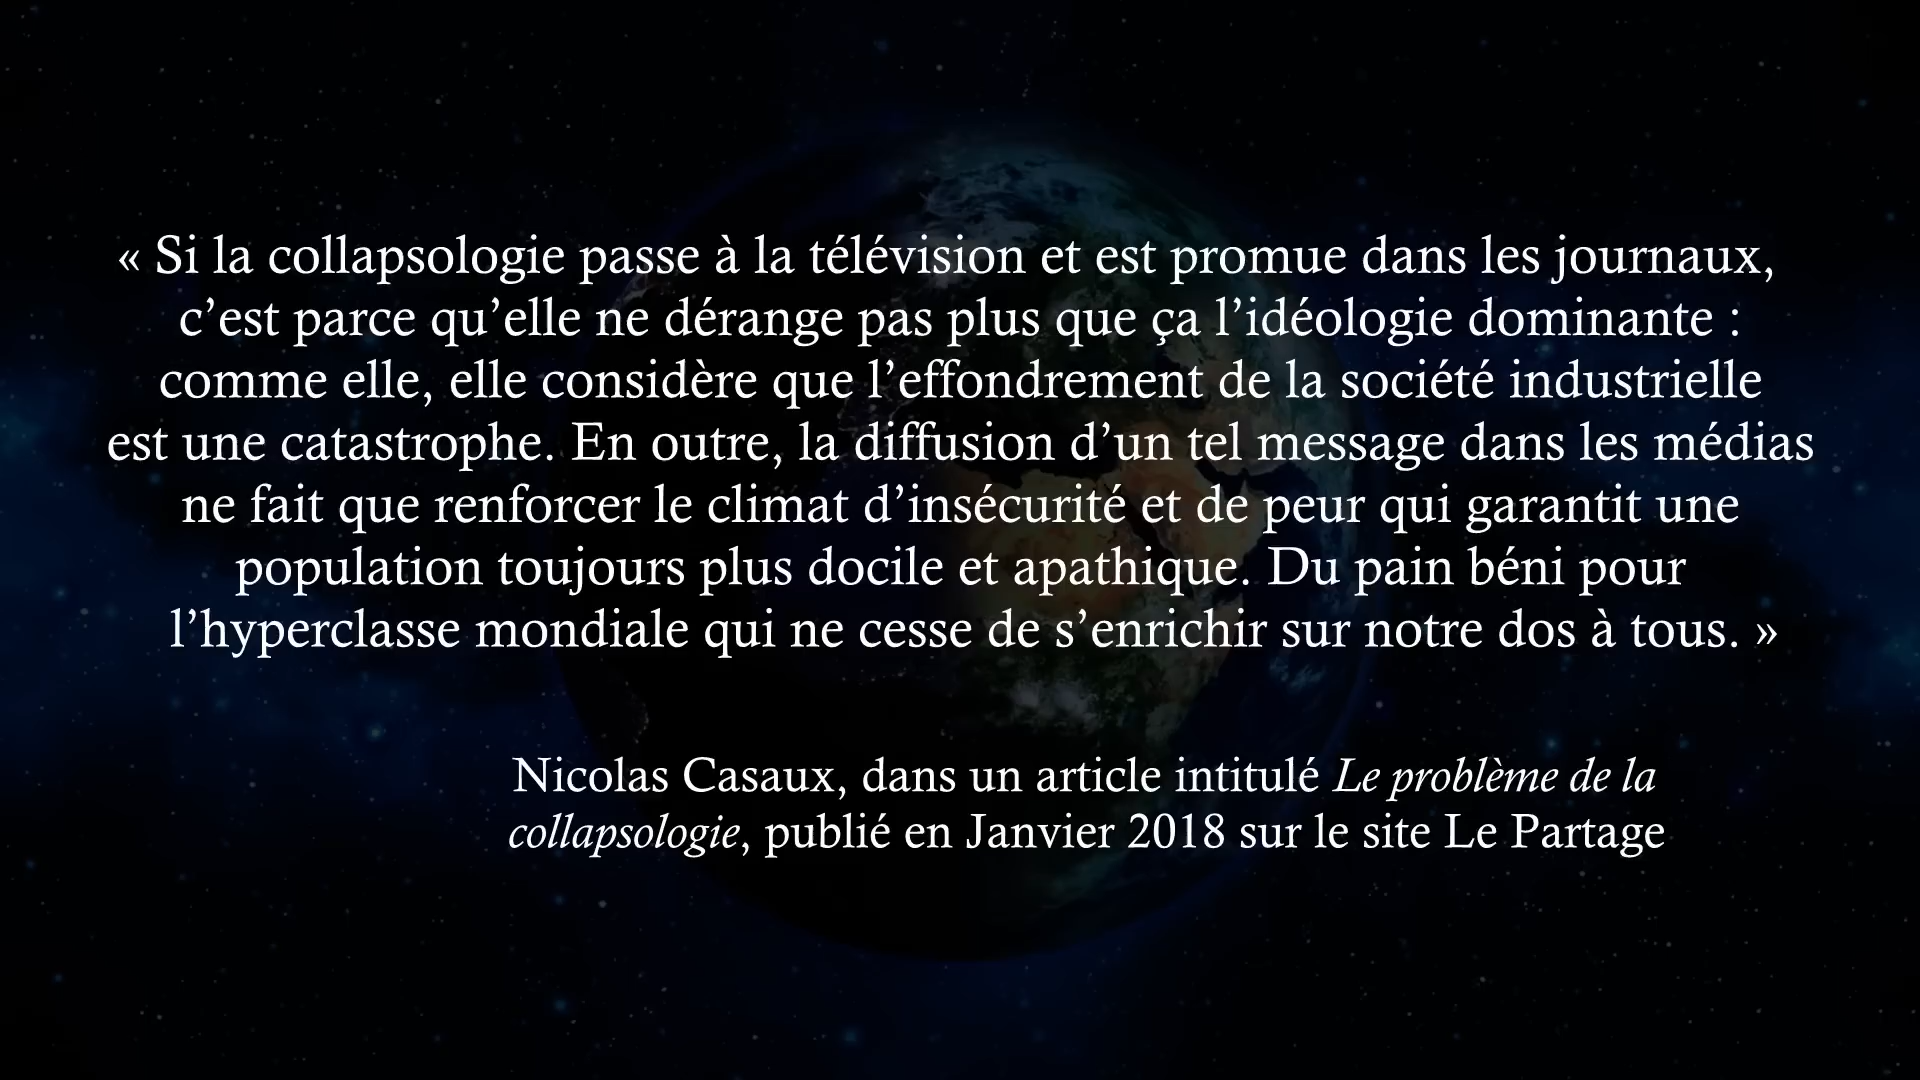 « Si la collapsologie passe à la télévision et est promue dans les journaux,
c’est parce qu’elle ne dérange pas plus que ça l’idéologie dominante :
comme elle, elle considère que l’effondrement de la société industrielle
est une catastrophe. En outre, la diffusion d’un tel message dans les médias
ne fait que renforcer le climat d’insécurité et de peur qui garantit une
population toujours plus docile et apathique. Du pain béni pour
l’hyperclasse mondiale qui ne cesse de s’enrichir sur notre dos à tous. »
Nicolas Casaux, dans un article intitulé Le problème de la
collapsologie, publié en Janvier 2018 sur le site Le Partage